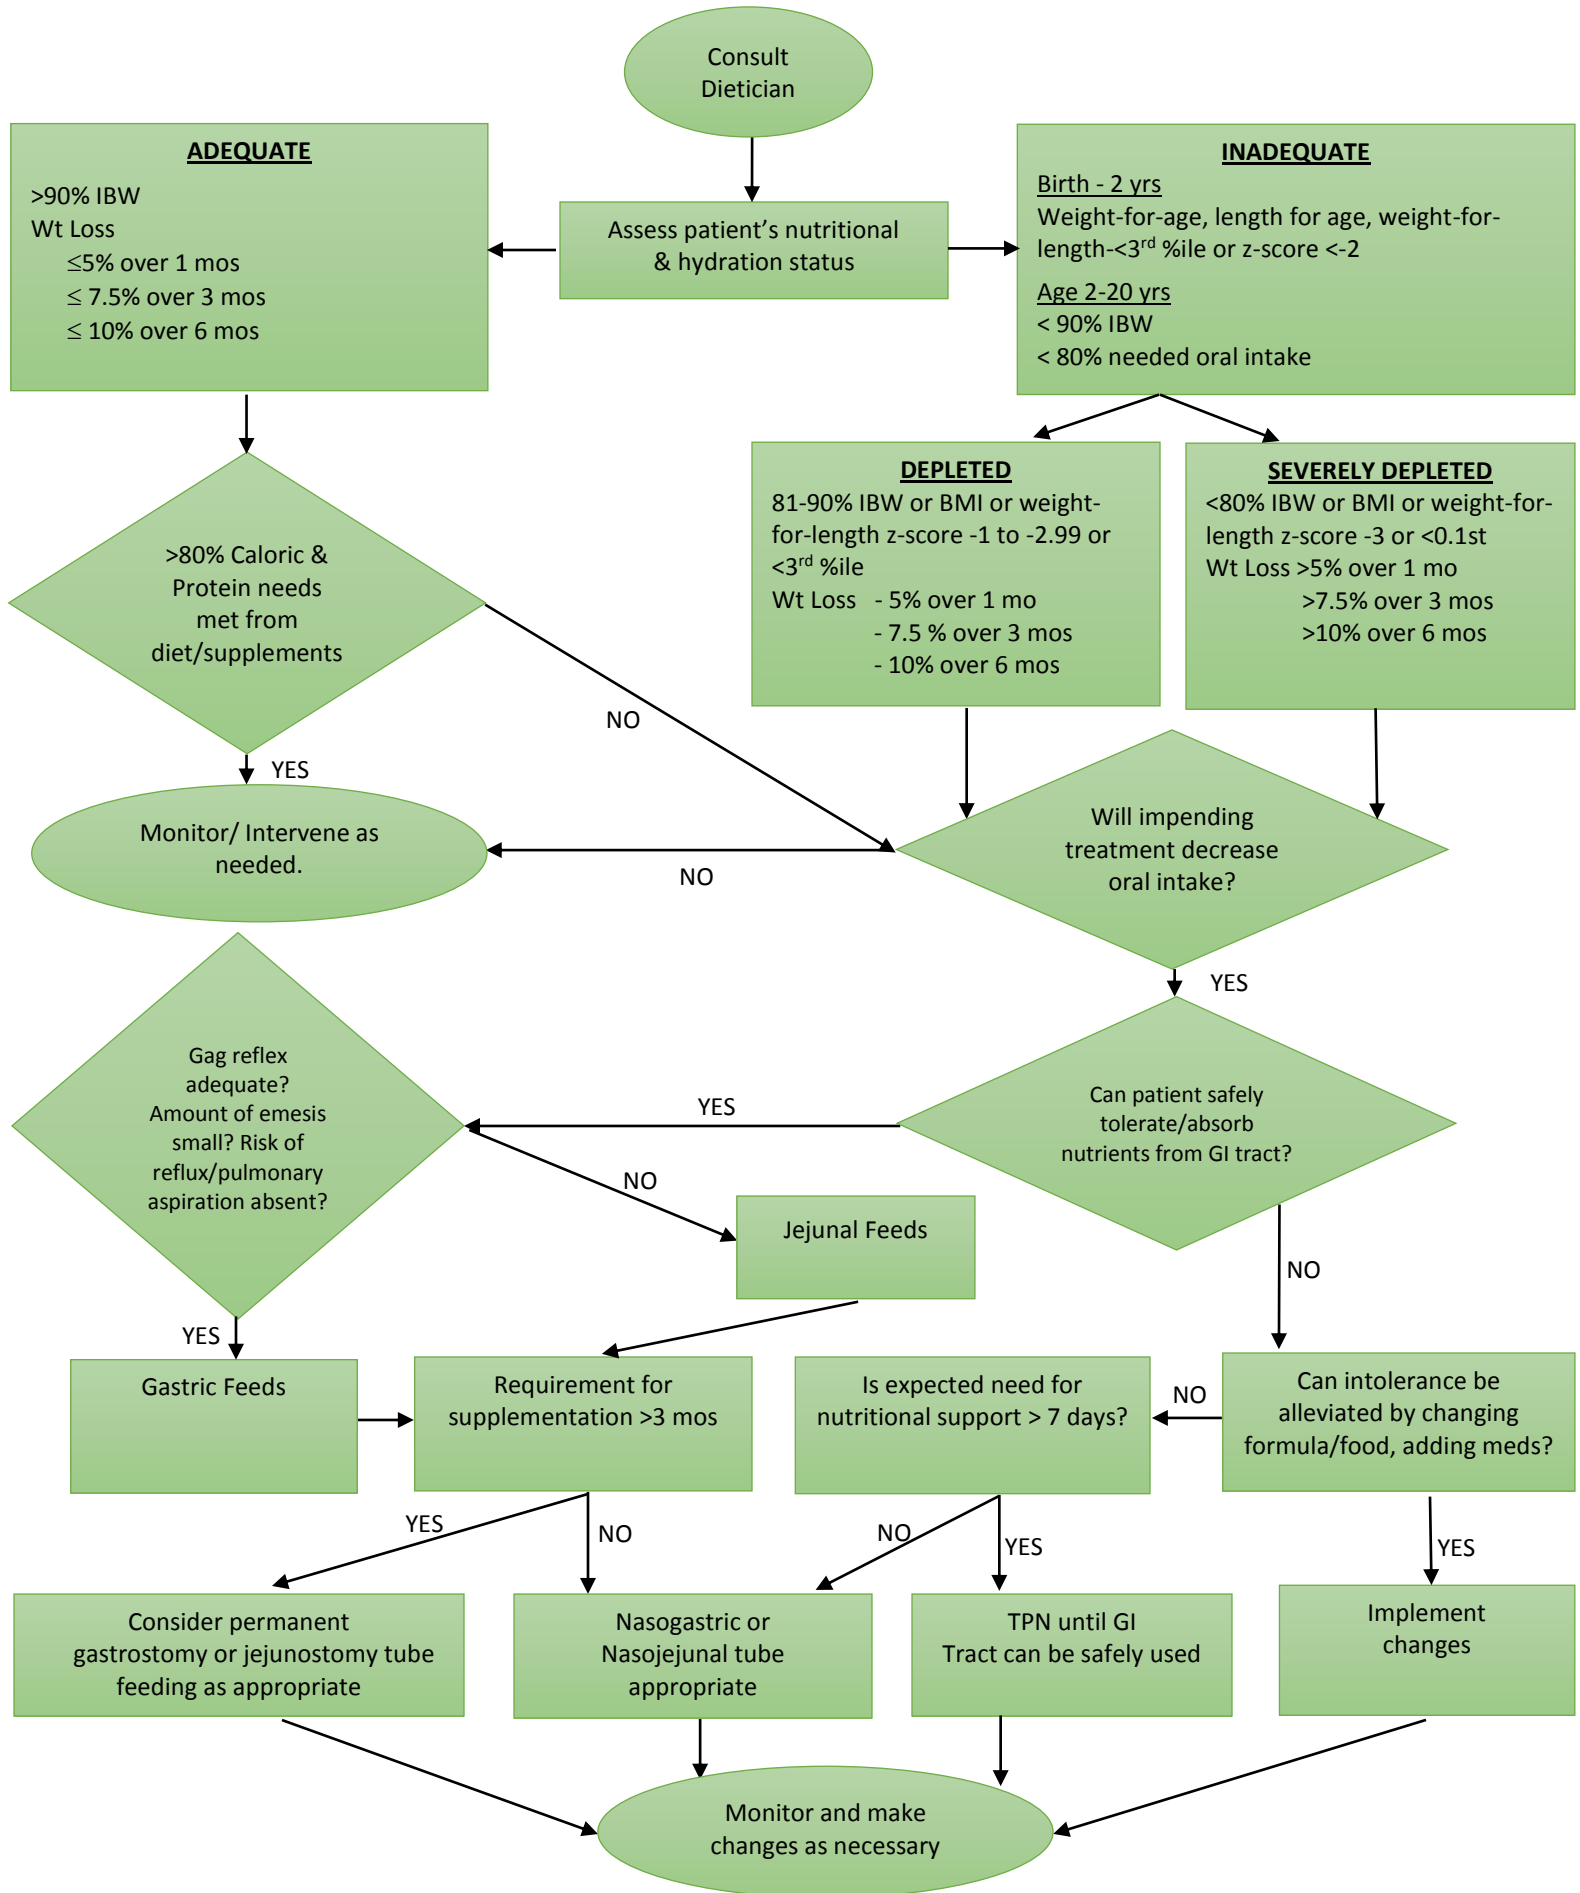 Consult
Dietician
ADEQUATE
>90% IBW
Wt Loss
≤5% over 1 mos
≤ 7.5% over 3 mos
≤ 10% over 6 mos
Assess patient's nutritional
& hydration status
INADEQUATE
Birth - 2 yrs
Weight-for-age, length for age, weight-for-
length-<3rd %ile or z-score <-2
Age 2-20 yrs
< 90% IBW
< 80% needed oral intake
DEPLETED
81-90% IBW or BMI or weight-
for-length z-score -1 to -2.99 or
<3rd %ile
Wt Loss - 5% over 1 mo
- 7.5 % over 3 mos
- 10% over 6 mos
SEVERELY DEPLETED
<80% IBW or BMI or weight-for-
length z-score -3 or <0.1st
Wt Loss >5% over 1 mo
>7.5% over 3 mos
>10% over 6 mos
>80% Caloric &
Protein needs
met from
diet/supplements
NO
YES
Monitor/ Intervene as
needed.
NO
Will impending
treatment decrease
oral intake?
YES
Gag reflex
adequate?
Amount of emesis
small? Risk of
reflux/pulmonary
aspiration absent?
YES
Can patient safely
tolerate/absorb
nutrients from GI tract?
NO
Jejunal Feeds
NO
YES
Gastric Feeds
Requirement for
supplementation >3 mos
Is expected need for
nutritional support > 7 days?
NO
Can intolerance be
alleviated by changing
formula/food, adding meds?
YES
NO
NO
YES
YES
Consider permanent
gastrostomy or jejunostomy tube
feeding as appropriate
Nasogastric or
Nasojejunal tube
appropriate
TPN until GI
Tract can be safely used
Implement
changes
Monitor and make
changes as necessary